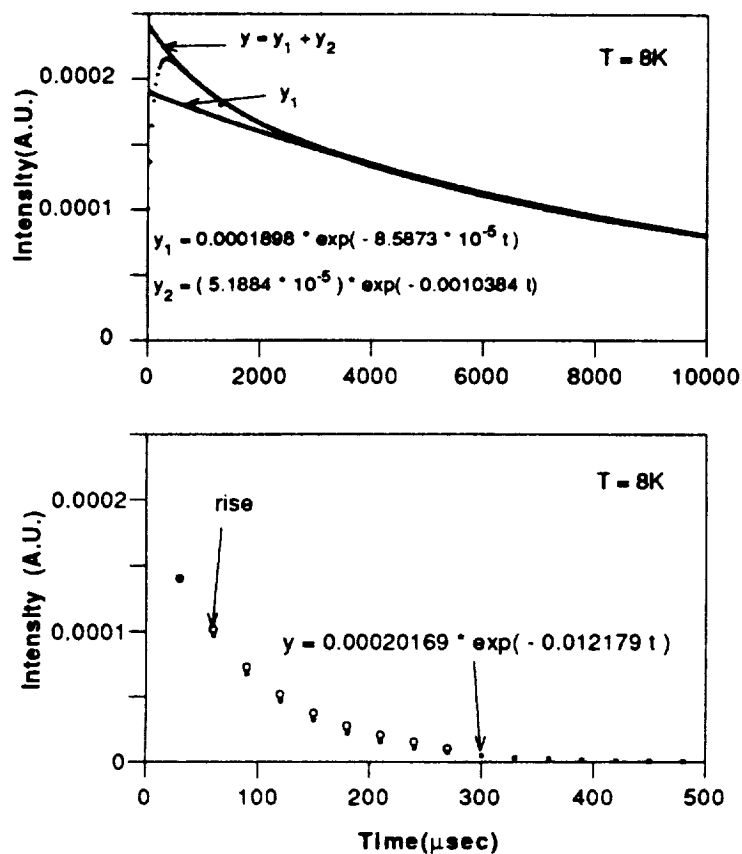 y = y1 + y2
T = 8K
y1
0.0002
0.0001
0
Intensity(A.U.)
y1 = 0.0001898 * exp( - 8.5873 * 10^-5 t)
y2 = ( 5.1884 * 10^-5 ) * exp( - 0.0010384 t)
0 2000 4000 6000 8000 10000
T = 8K
rise
0.0002
0.0001
0
Intensity (A.U.)
y = 0.00020169 * exp( - 0.012179 t )
0 100 200 300 400 500
Time(μsec)